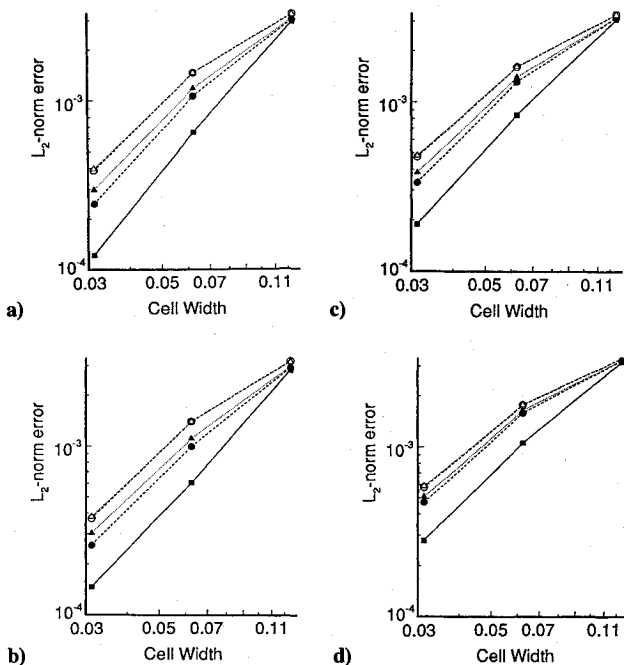 L₂-norm error
10⁻³
10⁻⁴
0.03 0.05 0.07 0.11
Cell Width
a)
L₂-norm error
10⁻³
10⁻⁴
0.03 0.05 0.07 0.11
Cell Width
c)
L₂-norm error
10⁻³
10⁻⁴
0.03 0.05 0.07 0.11
Cell Width
b)
L₂-norm error
10⁻³
10⁻⁴
0.03 0.05 0.07 0.11
Cell Width
d)